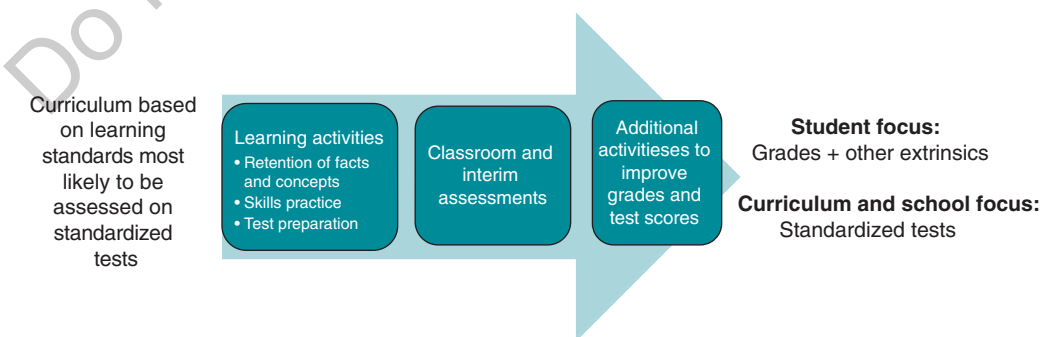 Do
Curriculum based
on learning
standards most
likely to be
assessed on
standardized
tests
Learning activities
• Retention of facts
and concepts
• Skills practice
• Test preparation
Classroom and
interim
assessments
Additional
activitieses to
improve
grades and
test scores
Student focus:
Grades + other extrinsics
Curriculum and school focus:
Standardized tests